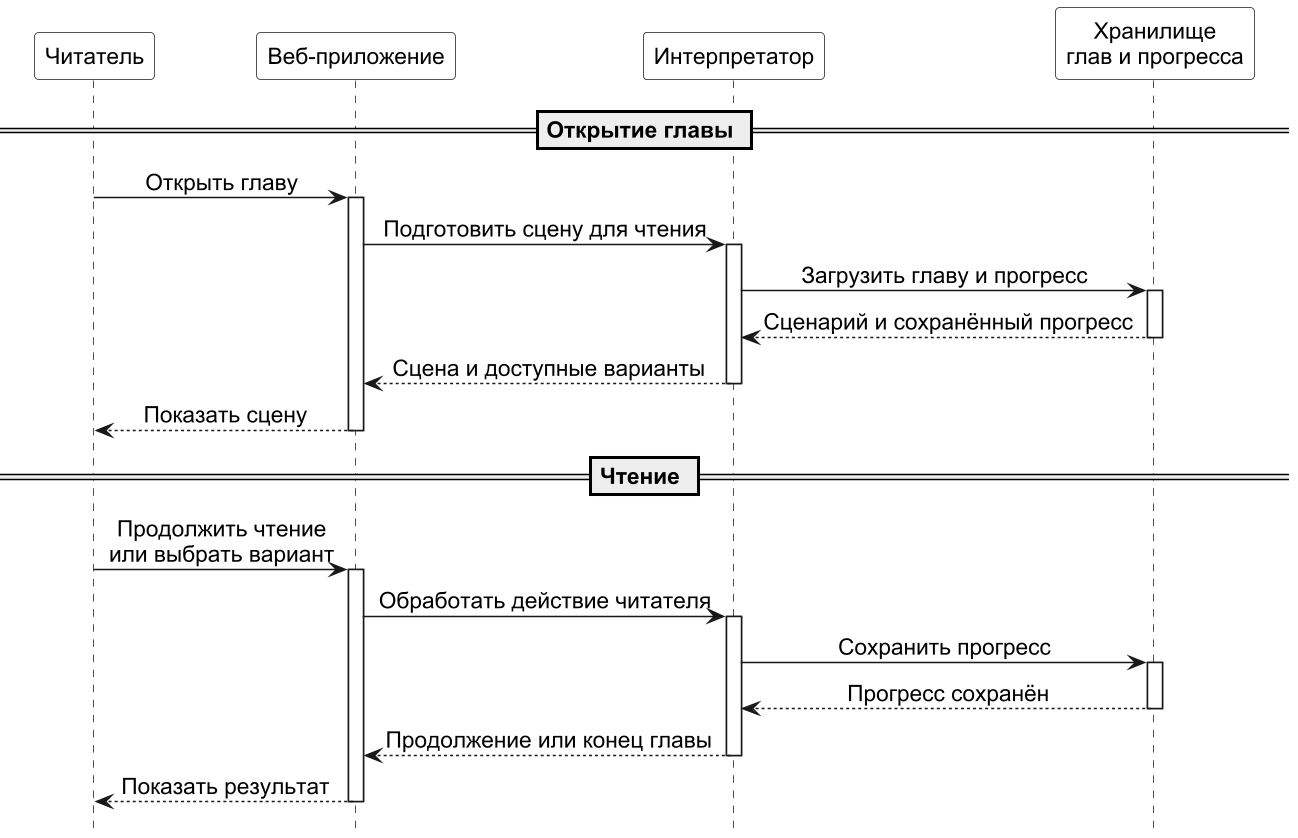 Читатель
Веб-приложение
Интерпретатор
Хранилище
глав и прогресса
Открытие главы
Открыть главу
Подготовить сцену для чтения
Загрузить главу и прогресс
Сценарий и сохранённый прогресс
Сцена и доступные варианты
Показать сцену
Чтение
Продолжить чтение
или выбрать вариант
Обработать действие читателя
Сохранить прогресс
Прогресс сохранён
Продолжение или конец главы
Показать результат